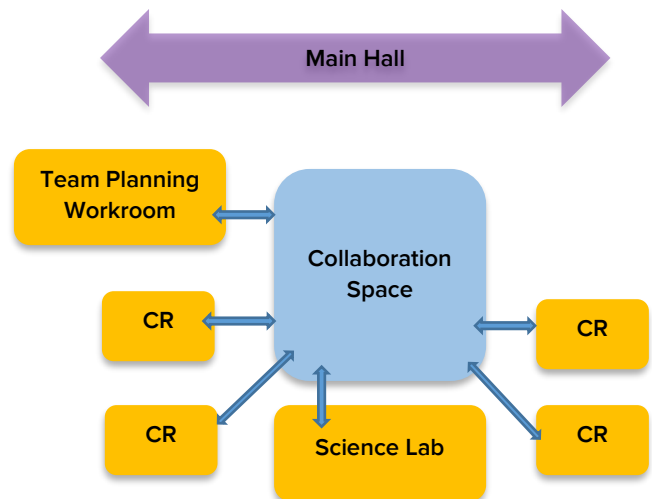 Main Hall
Team Planning
Workroom
Collaboration
Space
CR
CR
CR
Science Lab
CR